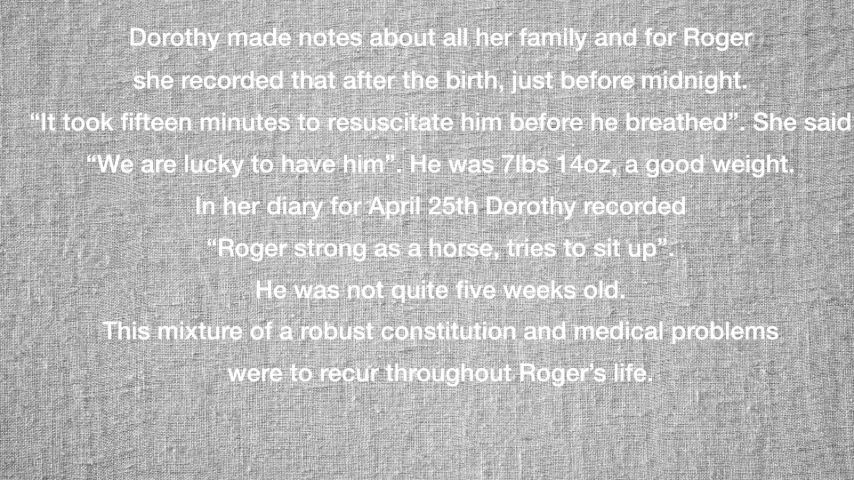 Dorothy made notes about all her family and for Roger
she recorded that after the birth, just before midnight.
“It took fifteen minutes to resuscitate him before he breathed”. She said
“We are lucky to have him”. He was 7lbs 14oz, a good weight.
In her diary for April 25th Dorothy recorded
“Roger strong as a horse, tries to sit up”.
He was not quite five weeks old.
This mixture of a robust constitution and medical problems
were to recur throughout Roger’s life.